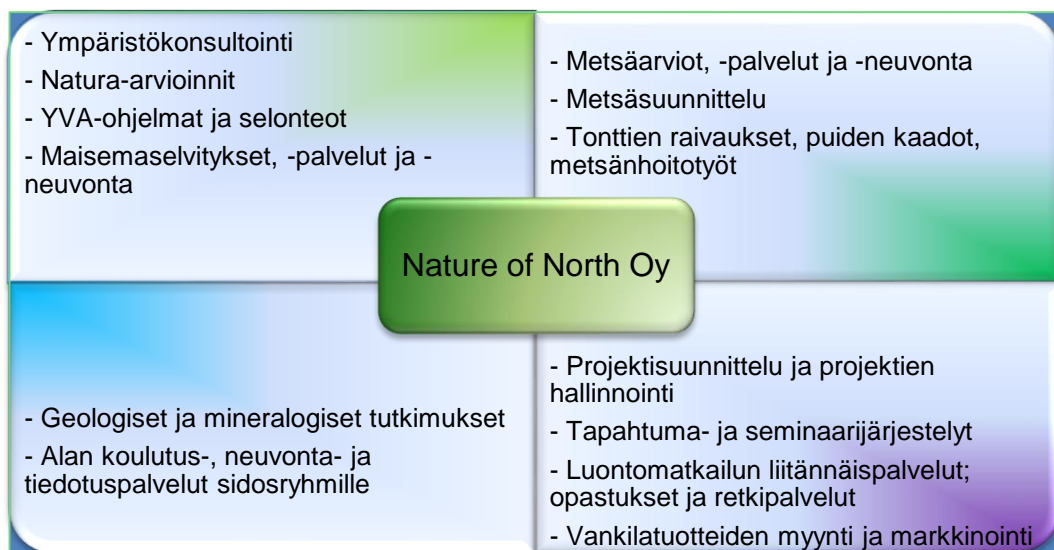 - Ympäristökonsultointi
- Natura-arvioinnit
- YVA-ohjelmat ja selonteot
- Maisemaselvitykset, -palvelut ja -
neuvonta
- Metsäarviot, -palvelut ja -neuvonta
- Metsäsuunnittelu
- Tonttien raivaukset, puiden kaadot,
metsänhoitotyöt
Nature of North Oy
- Geologiset ja mineralogiset tutkimukset
- Alan koulutus-, neuvonta- ja
tiedotuspalvelut sidosryhmille
- Projektisuunnittelu ja projektien
hallinnointi
- Tapahtuma- ja seminaarijärjestelyt
- Luontomatkailun liitännäispalvelut;
opastukset ja retkipalvelut
- Vankilatuotteiden myynti ja markkinointi